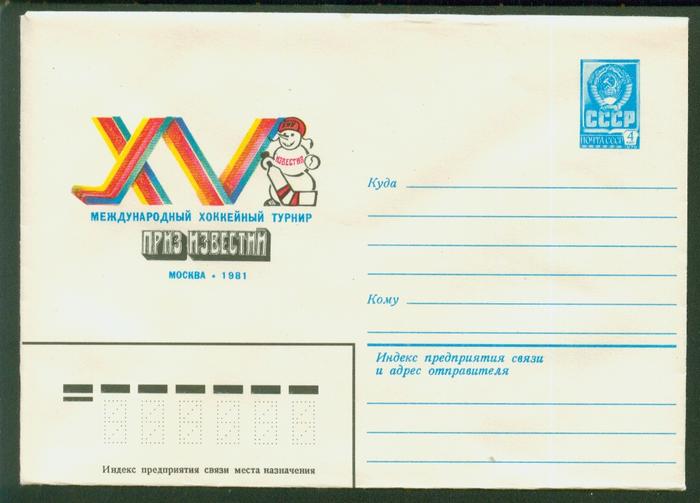 XV
ИЗВЕСТИЯ
МЕЖДУНАРОДНЫЙ ХОККЕЙНЫЙ ТУРНИР
ПРИЗ ИЗВЕСТИЙ
МОСКВА • 1981
СССР
ПОЧТА СССР 4
Куда
Кому
Индекс предприятия связи
и адрес отправителя
Индекс предприятия связи места назначения